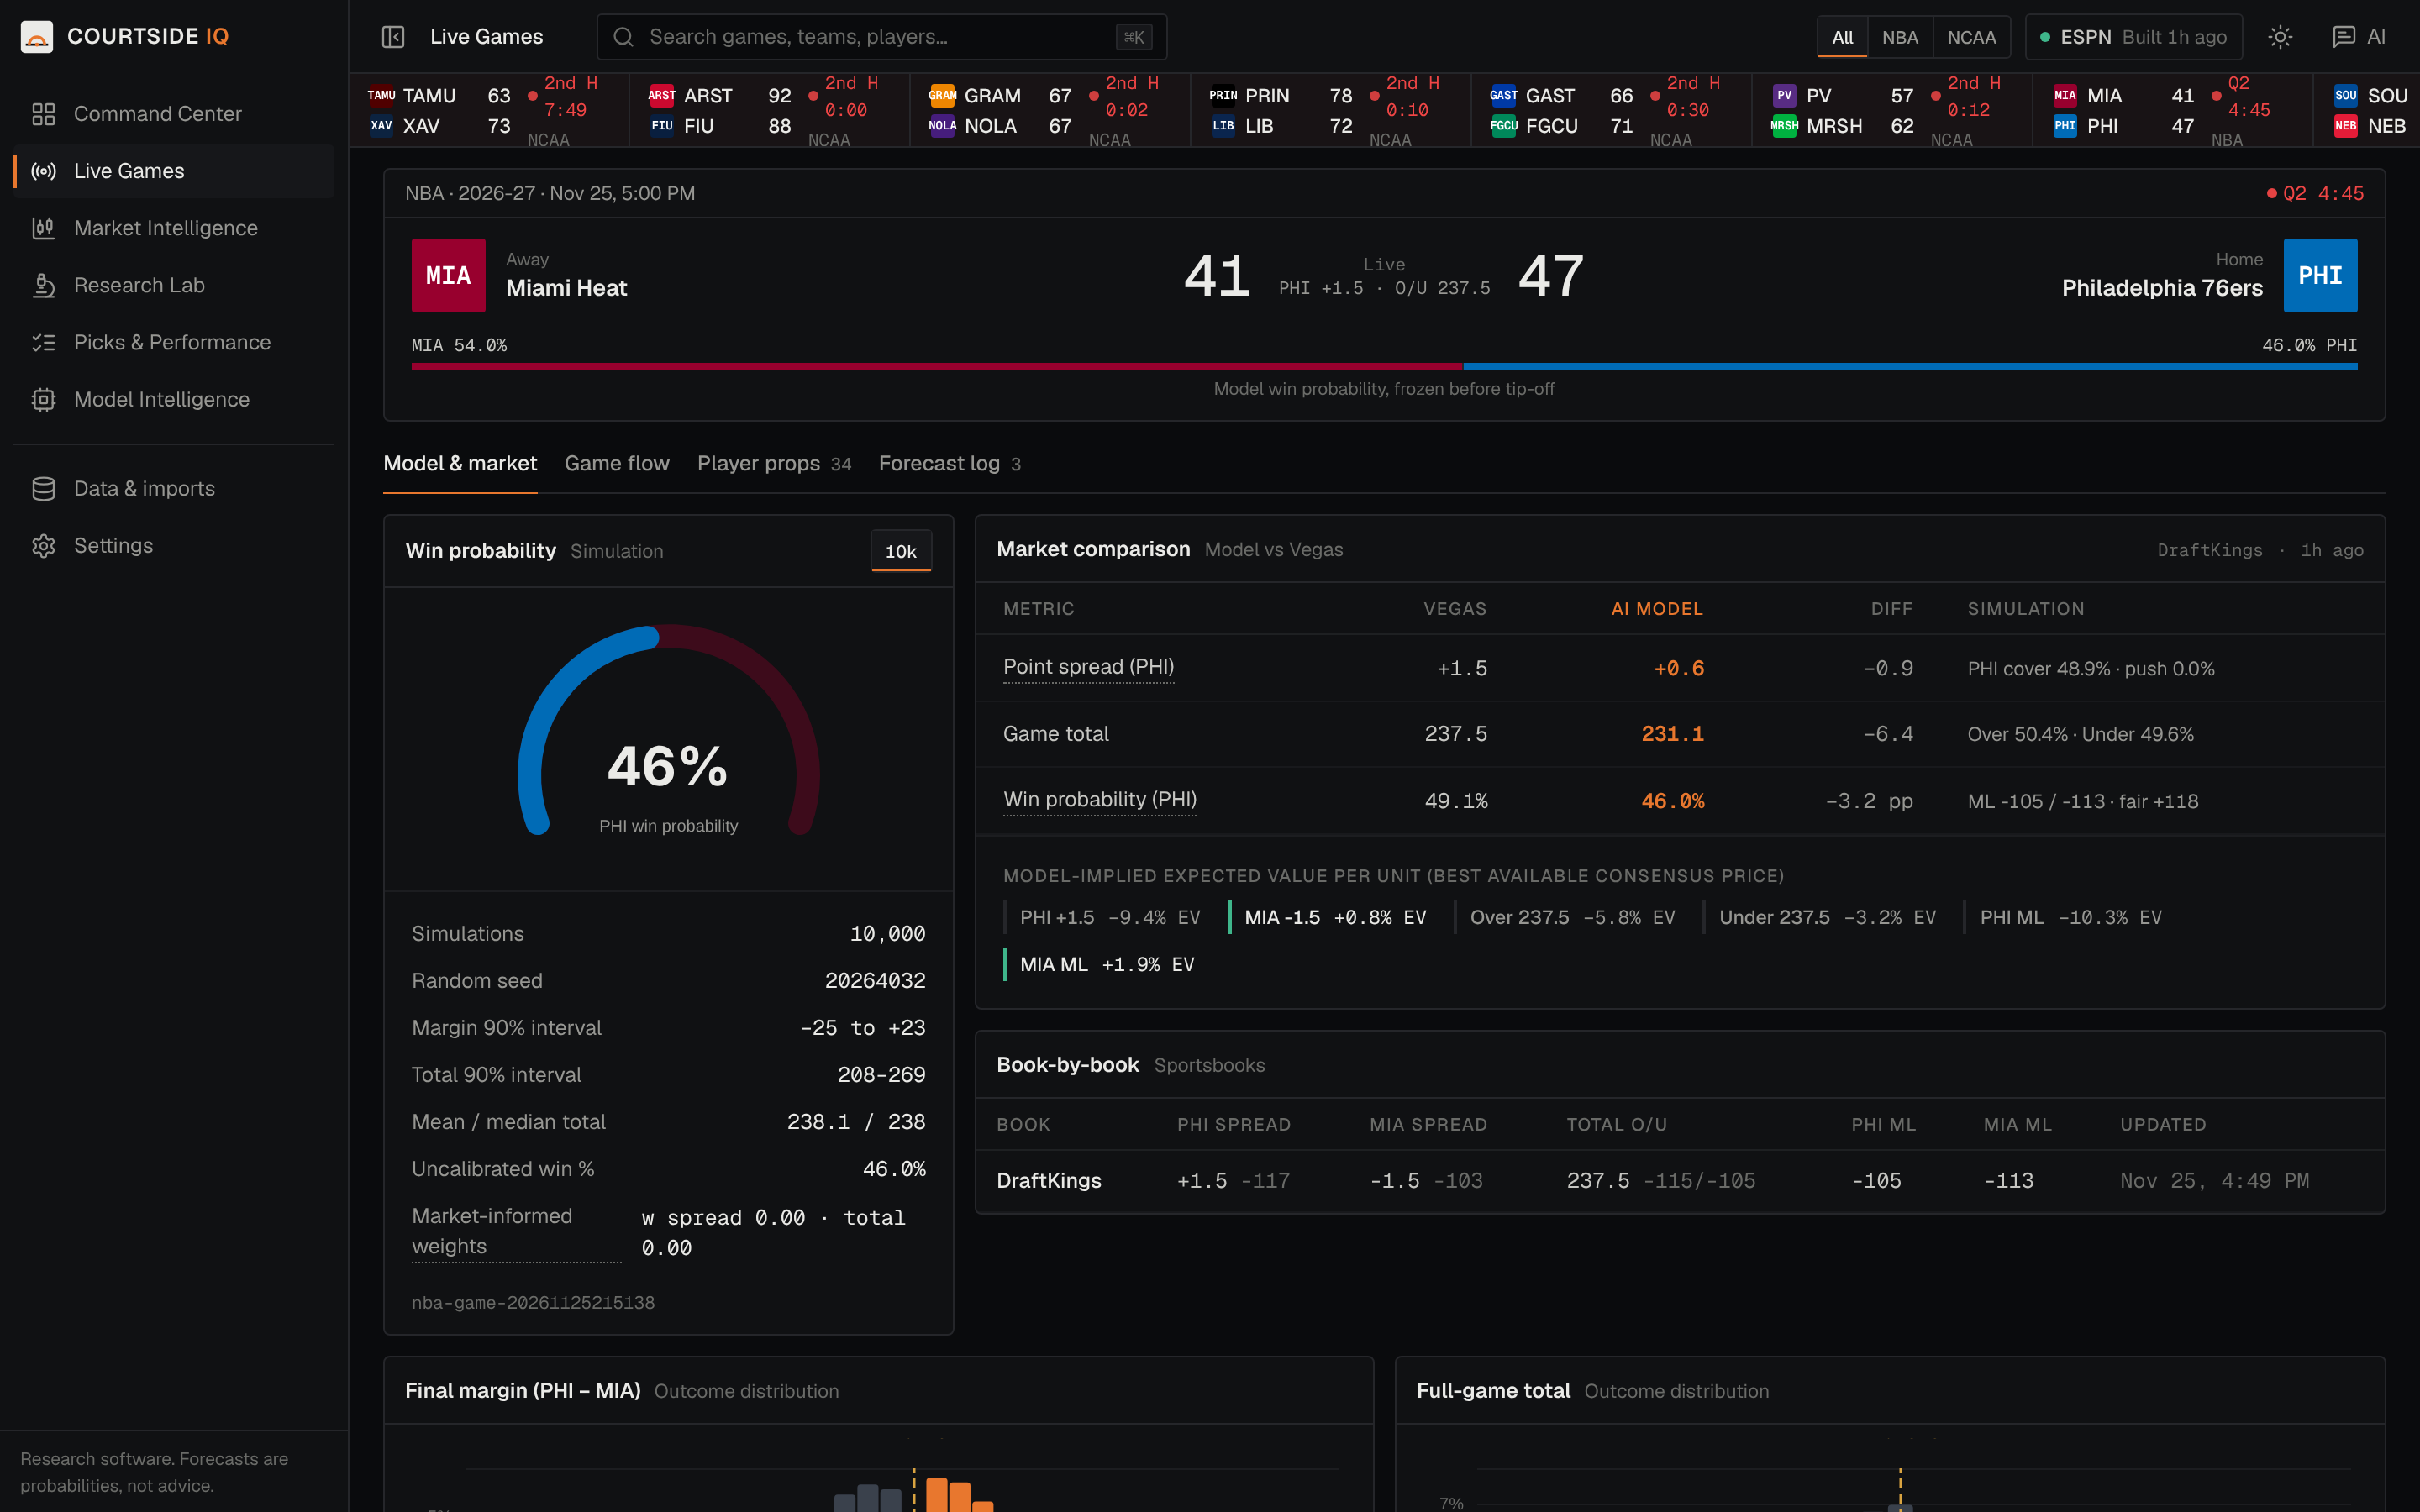 COURTSIDE IQ
Live Games
Search games, teams, players...
⌘K
All
NBA
NCAA
ESPN Built 1h ago
AI
Command Center
Live Games
Market Intelligence
Research Lab
Picks & Performance
Model Intelligence
Data & imports
Settings
Research software. Forecasts are
probabilities, not advice.
TAMU TAMU 63
XAV XAV 73
2nd H
7:49
NCAA
ARST ARST 92
FIU FIU 88
2nd H
0:00
NCAA
GRAM GRAM 67
NOLA NOLA 67
2nd H
0:02
NCAA
PRIN PRIN 78
LIB LIB 72
2nd H
0:10
NCAA
GAST GAST 66
FGCU FGCU 71
2nd H
0:30
NCAA
PV PV 57
MRSH MRSH 62
2nd H
0:12
NCAA
MIA MIA 41
PHI PHI 47
Q2
4:45
NBA
SOU SOU
NEB NEB
NBA · 2026-27 · Nov 25, 5:00 PM
Q2 4:45
MIA
Away
Miami Heat
41
Live
PHI +1.5 · O/U 237.5
47
Home
Philadelphia 76ers
PHI
MIA 54.0%
46.0% PHI
Model win probability, frozen before tip-off
Model & market
Game flow
Player props 34
Forecast log 3
Win probability Simulation
10k
46%
PHI win probability
Simulations 10,000
Random seed 20264032
Margin 90% interval −25 to +23
Total 90% interval 208–269
Mean / median total 238.1 / 238
Uncalibrated win % 46.0%
Market-informed
weights
w spread 0.00 · total
0.00
nba-game-20261125215138
Market comparison Model vs Vegas
DraftKings · 1h ago
METRIC VEGAS AI MODEL DIFF SIMULATION
Point spread (PHI) +1.5 +0.6 −0.9 PHI cover 48.9% · push 0.0%
Game total 237.5 231.1 −6.4 Over 50.4% · Under 49.6%
Win probability (PHI) 49.1% 46.0% −3.2 pp ML -105 / -113 · fair +118
MODEL-IMPLIED EXPECTED VALUE PER UNIT (BEST AVAILABLE CONSENSUS PRICE)
PHI +1.5 −9.4% EV
MIA -1.5 +0.8% EV
Over 237.5 −5.8% EV
Under 237.5 −3.2% EV
PHI ML −10.3% EV
MIA ML +1.9% EV
Book-by-book Sportsbooks
BOOK PHI SPREAD MIA SPREAD TOTAL O/U PHI ML MIA ML UPDATED
DraftKings +1.5 -117 -1.5 -103 237.5 -115/-105 -105 -113 Nov 25, 4:49 PM
Final margin (PHI – MIA) Outcome distribution
Full-game total Outcome distribution
7%